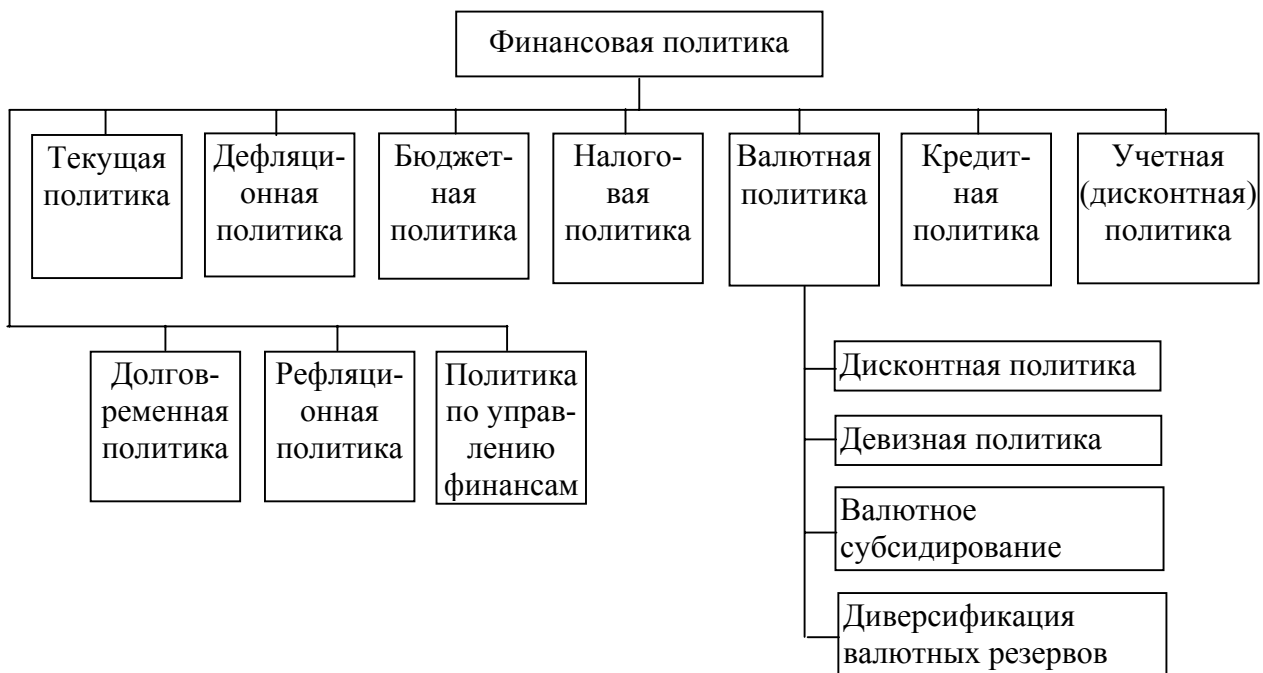 Финансовая политика
Текущая
политика
Дефляци-
онная
политика
Бюджет-
ная
политика
Налого-
вая
политика
Валютная
политика
Кредит-
ная
политика
Учетная
(дисконтная)
политика
Долгов-
ременная
политика
Рефляци-
онная
политика
Политика
по управ-
лению
финансам
Дисконтная политика
Девизная политика
Валютное
субсидирование
Диверсификация
валютных резервов